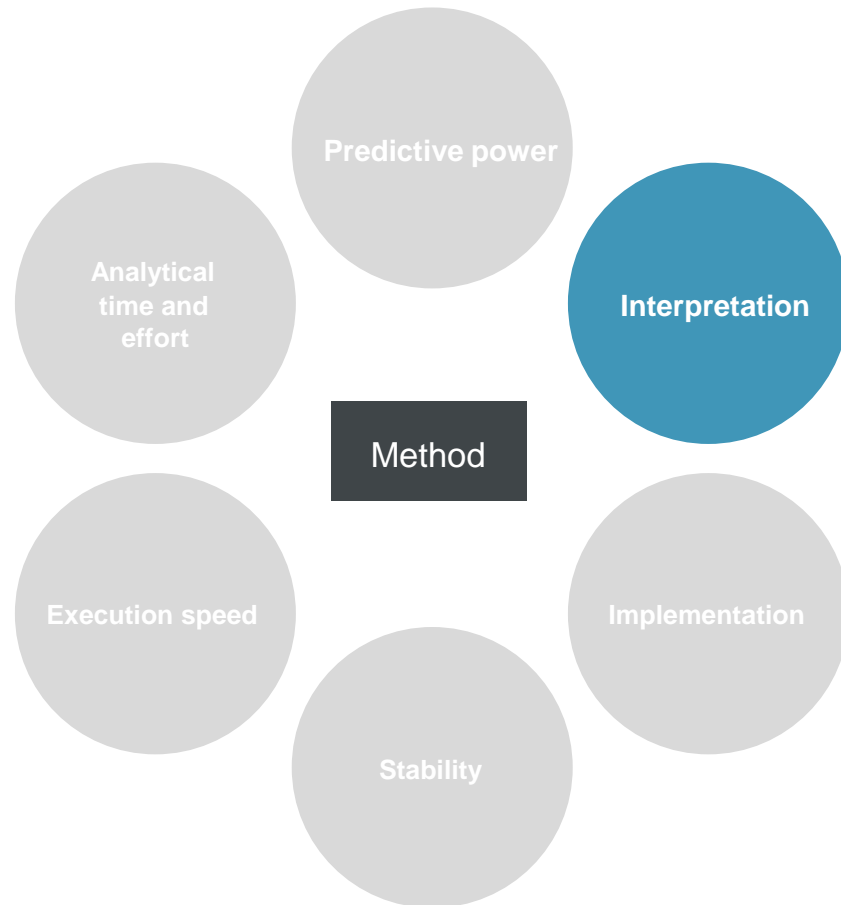 Predictive power
Analytical
time and
effort
Interpretation
Method
Execution speed
Implementation
Stability